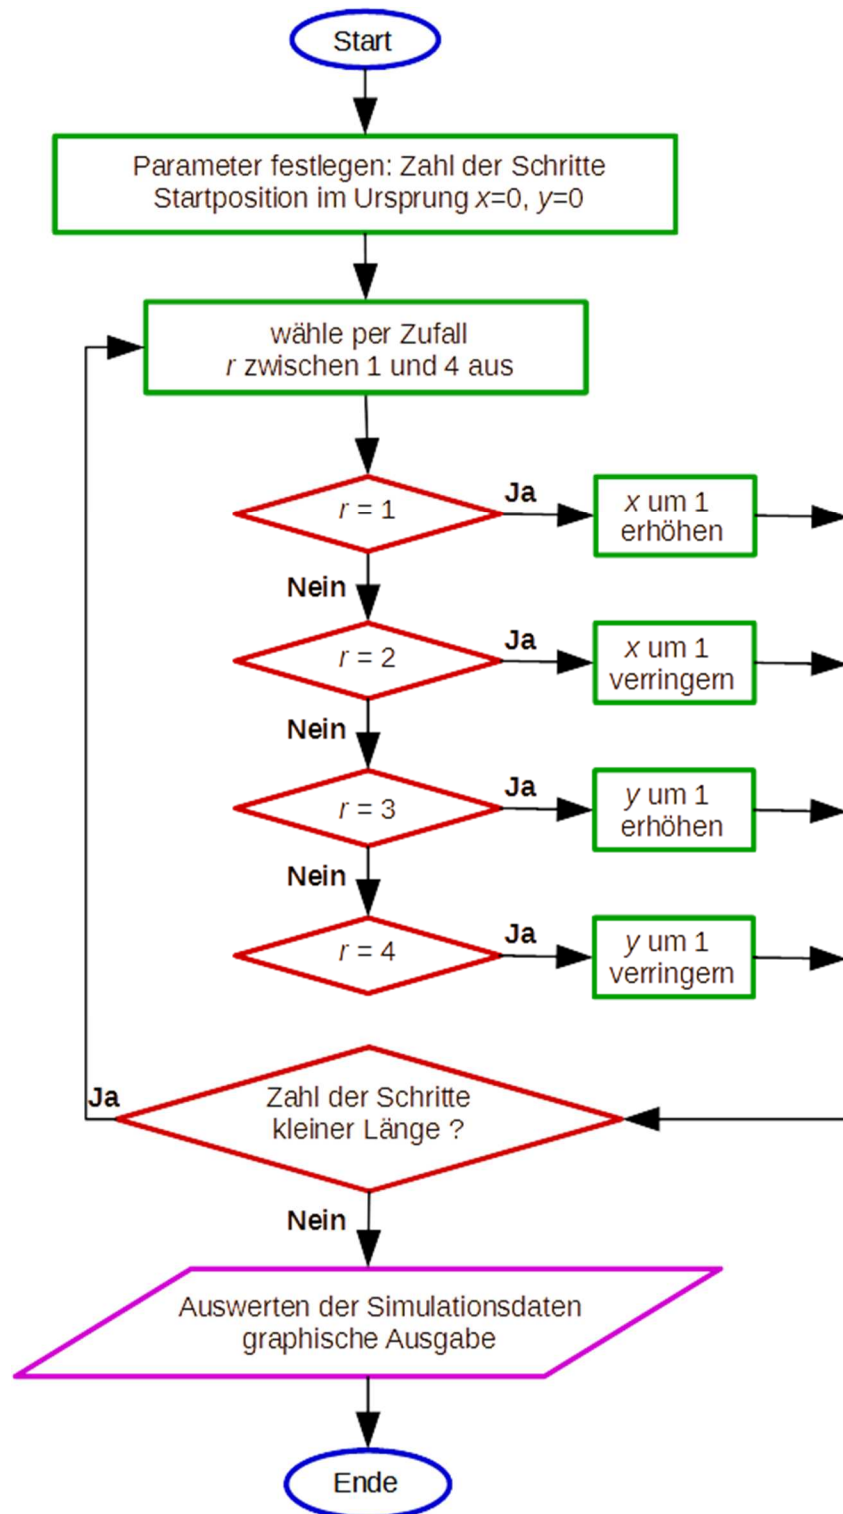 Start
Parameter festlegen: Zahl der Schritte
Startposition im Ursprung x=0, y=0
wähle per Zufall
r zwischen 1 und 4 aus
r = 1
Ja
x um 1
erhöhen
Nein
r = 2
Ja
x um 1
verringern
Nein
r = 3
Ja
y um 1
erhöhen
Nein
r = 4
Ja
y um 1
verringern
Ja
Zahl der Schritte
kleiner Länge ?
Nein
Auswerten der Simulationsdaten
graphische Ausgabe
Ende